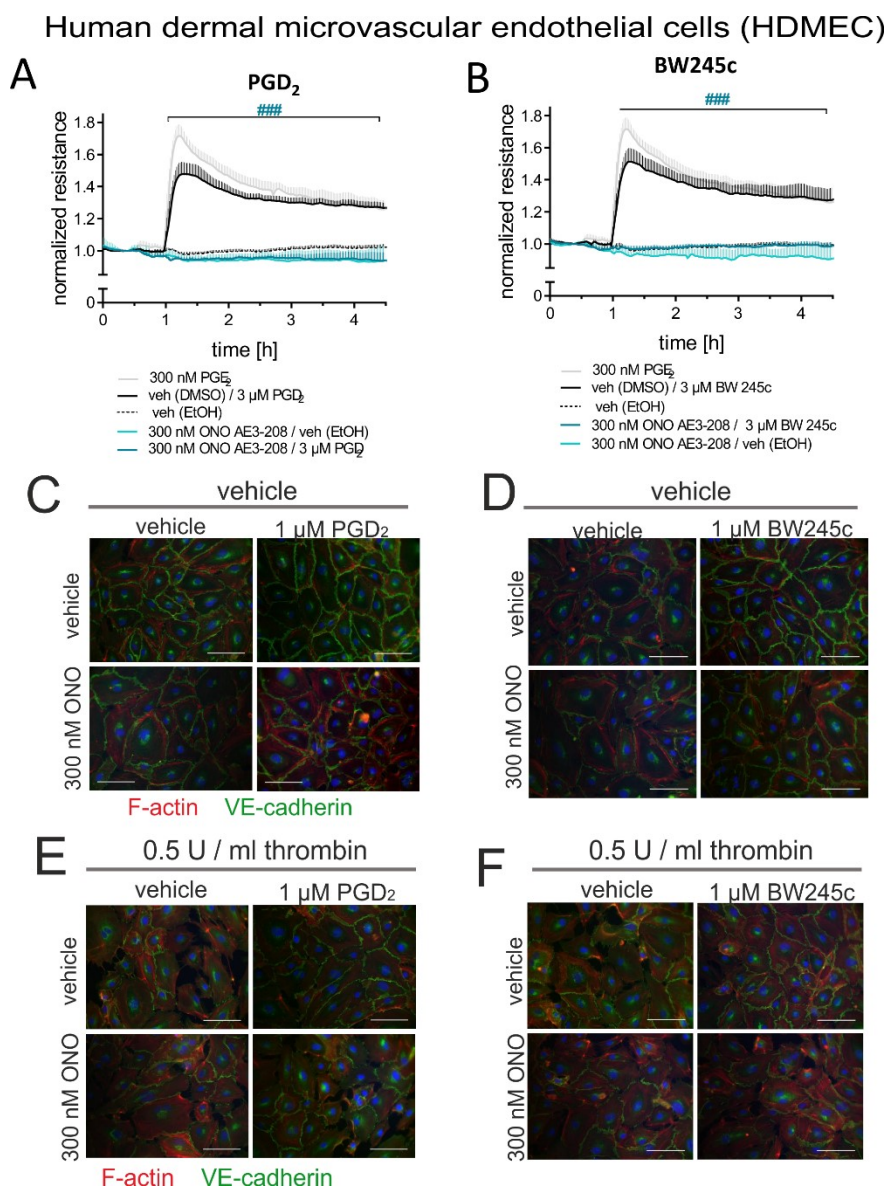 Human dermal microvascular endothelial cells (HDMEC)
A
PGD2
###
normalized resistance
1.8
1.6
1.4
1.2
1.0
0
0 1 2 3 4
time [h]
300 nM PGE2
veh (DMSO) / 3 µM PGD2
veh (EtOH)
300 nM ONO AE3-208 / veh (EtOH)
300 nM ONO AE3-208 / 3 µM PGD2
B
BW245c
###
normalized resistance
1.8
1.6
1.4
1.2
1.0
0
0 1 2 3 4
time [h]
300 nM PGE2
veh (DMSO) / 3 µM BW 245c
veh (EtOH)
300 nM ONO AE3-208 / 3 µM BW 245c
300 nM ONO AE3-208 / veh (EtOH)
C
vehicle
vehicle 1 µM PGD2
vehicle
300 nM ONO
F-actin VE-cadherin
D
vehicle
vehicle 1 µM BW245c
vehicle
300 nM ONO
E
0.5 U / ml thrombin
vehicle 1 µM PGD2
vehicle
300 nM ONO
F-actin VE-cadherin
F
0.5 U / ml thrombin
vehicle 1 µM BW245c
vehicle
300 nM ONO